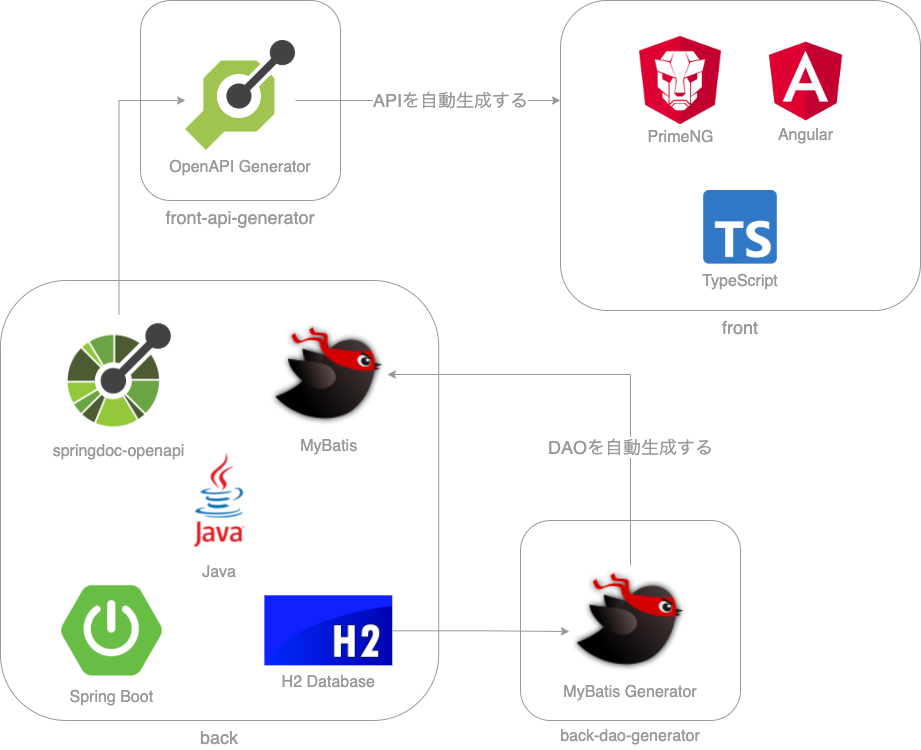 OpenAPI Generator
front-api-generator
APIを自動生成する
PrimeNG
Angular
TS
TypeScript
front
springdoc-openapi
MyBatis
Java
Java
Spring Boot
H2
H2 Database
back
DAOを自動生成する
MyBatis Generator
back-dao-generator